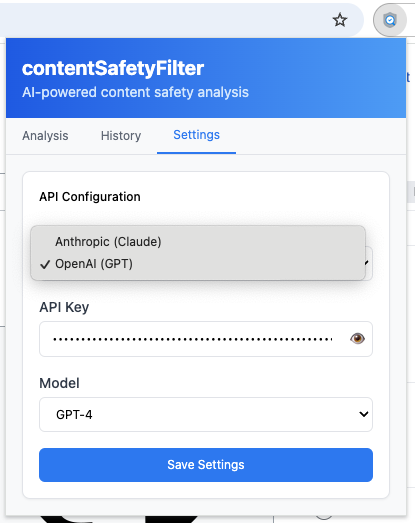 contentSafetyFilter
AI-powered content safety analysis
Analysis History Settings
API Configuration
Anthropic (Claude)
✓ OpenAI (GPT)
API Key
••••••••••••••••••••••••••••••••••••••••••••••••
Model
GPT-4
Save Settings